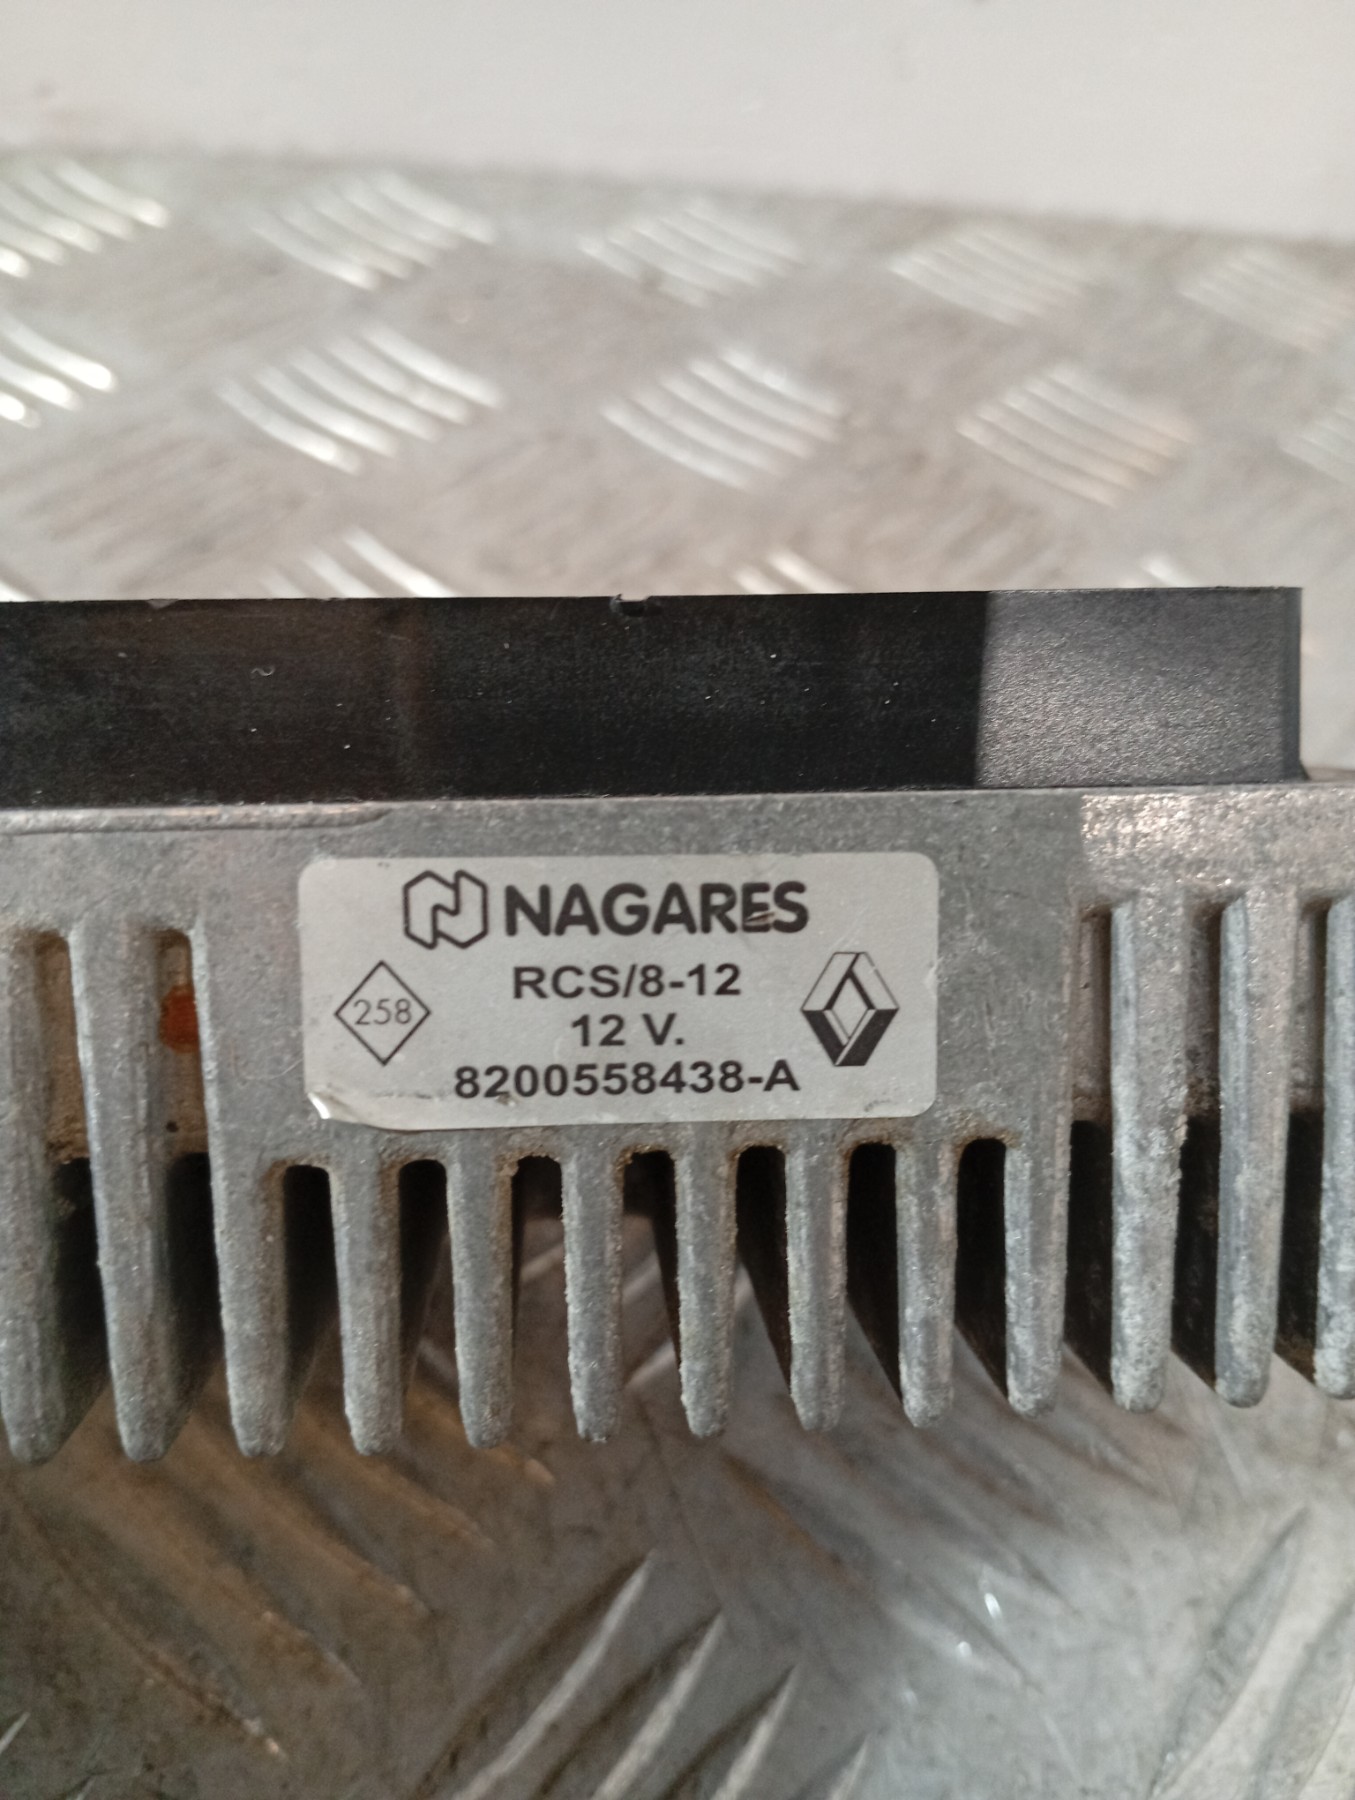 NAGARES
RCS/8-12
258
12 V.
8200558438-A